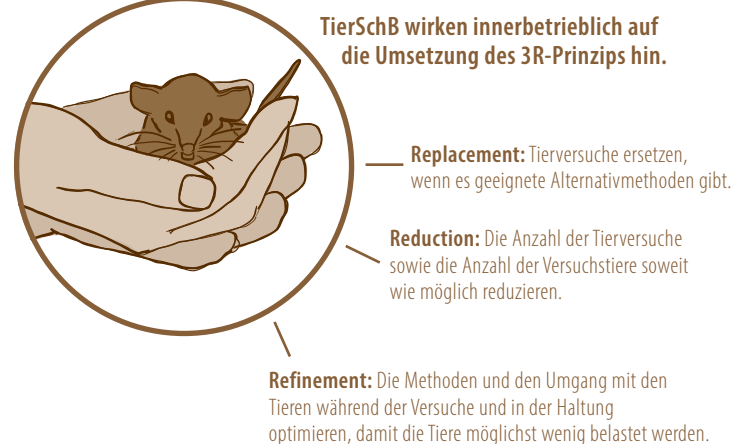 TierSchB wirken innerbetrieblich auf
die Umsetzung des 3R-Prinzips hin.
Replacement: Tierversuche ersetzen,
wenn es geeignete Alternativmethoden gibt.
Reduction: Die Anzahl der Tierversuche
sowie die Anzahl der Versuchstiere soweit
wie möglich reduzieren.
Refinement: Die Methoden und den Umgang mit den
Tieren während der Versuche und in der Haltung
optimieren, damit die Tiere möglichst wenig belastet werden.